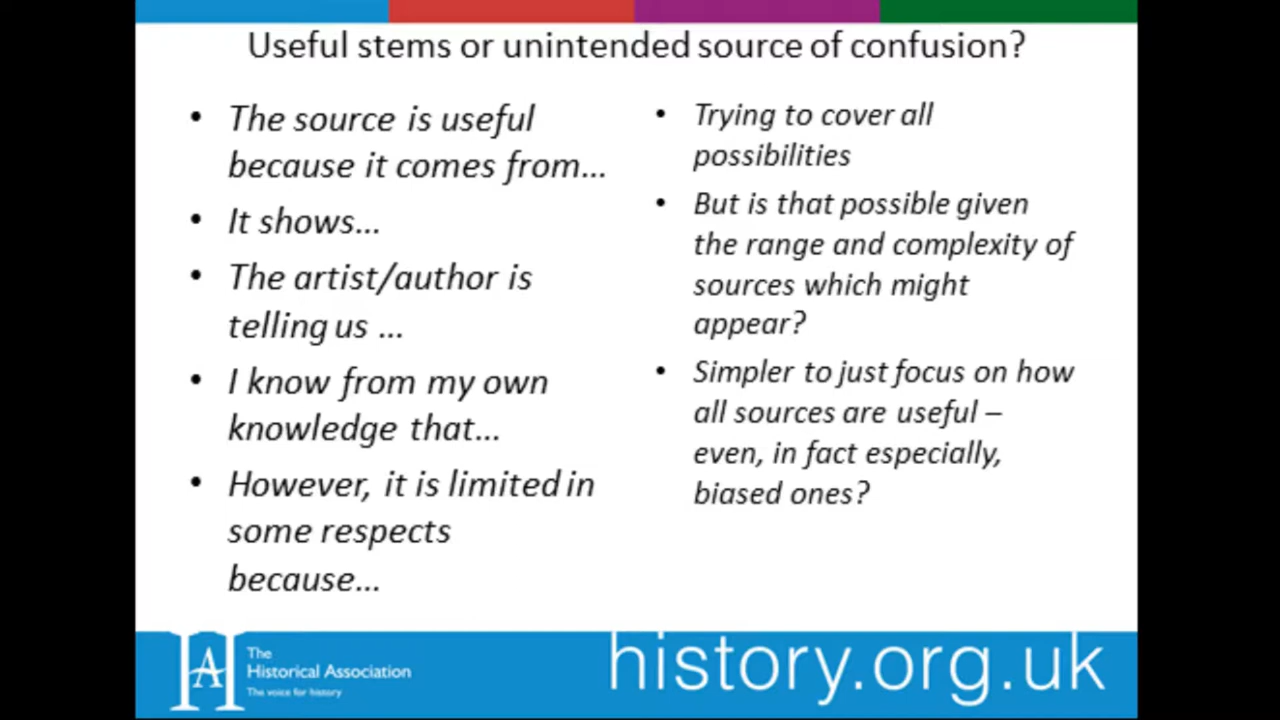 Useful stems or unintended source of confusion?
• The source is useful
because it comes from…
• It shows…
• The artist/author is
telling us …
• I know from my own
knowledge that…
• However, it is limited in
some respects
because…
• Trying to cover all
possibilities
• But is that possible given
the range and complexity of
sources which might
appear?
• Simpler to just focus on how
all sources are useful –
even, in fact especially,
biased ones?
HA
The
Historical Association
The voice for history
history.org.uk